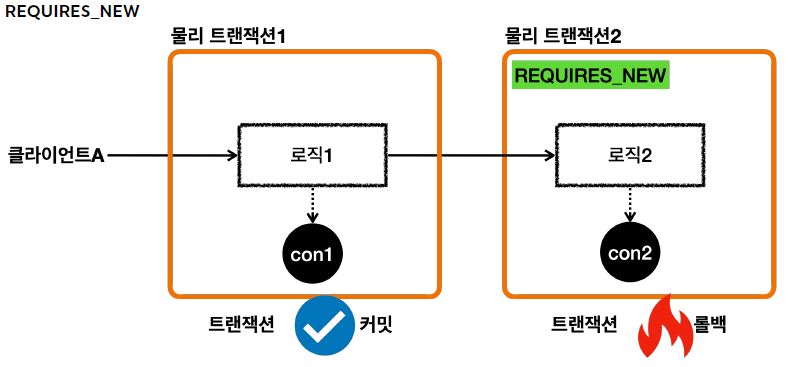 REQUIRES_NEW
물리 트랜잭션1
물리 트랜잭션2
REQUIRES_NEW
클라이언트A
로직1
로직2
con1
con2
트랜잭션 커밋
트랜잭션 롤백